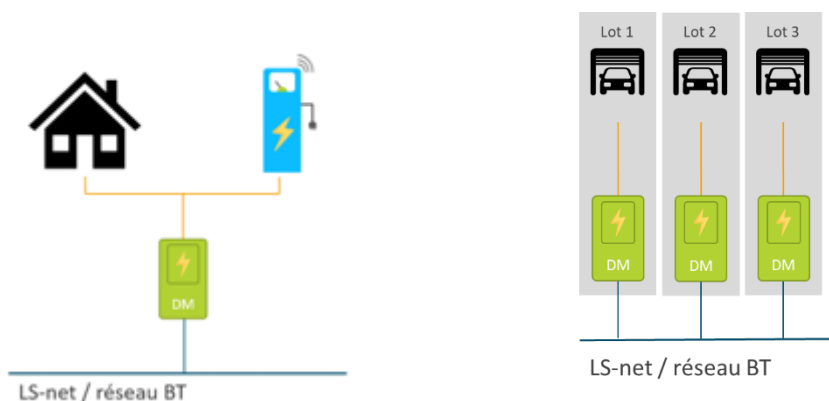 DM
LS-net / réseau BT
Lot 1
Lot 2
Lot 3
DM
DM
DM
LS-net / réseau BT